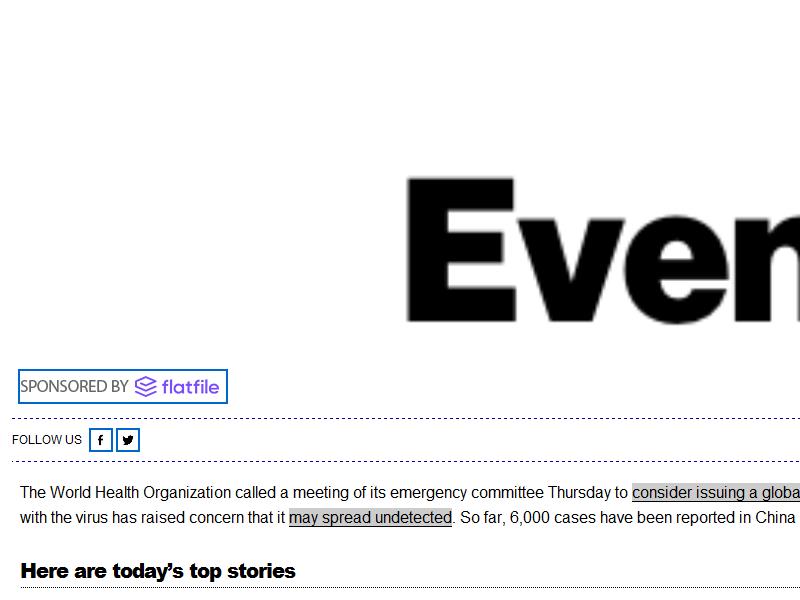 Even
SPONSORED BY flatfile
FOLLOW US
The World Health Organization called a meeting of its emergency committee Thursday to consider issuing a globa
with the virus has raised concern that it may spread undetected. So far, 6,000 cases have been reported in China
Here are today’s top stories